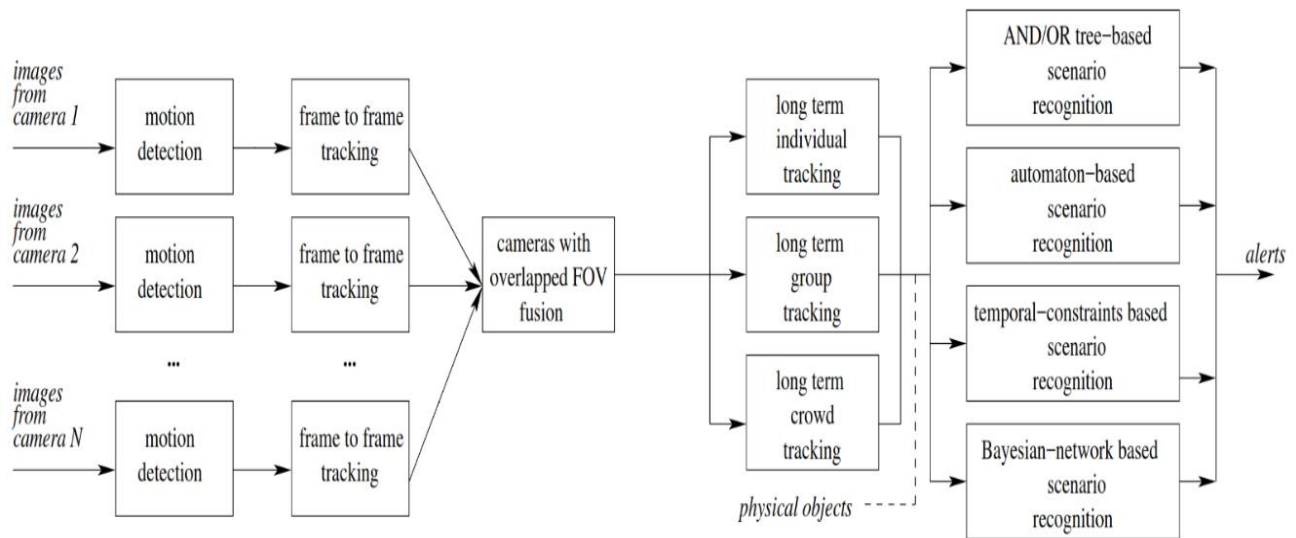 images
from
camera 1
motion
detection
frame to frame
tracking
images
from
camera 2
motion
detection
frame to frame
tracking
...
...
images
from
camera N
motion
detection
frame to frame
tracking
cameras with
overlapped FOV
fusion
long term
individual
tracking
long term
group
tracking
long term
crowd
tracking
physical objects
AND/OR tree-based
scenario
recognition
automaton-based
scenario
recognition
temporal-constraints based
scenario
recognition
Bayesian-network based
scenario
recognition
alerts